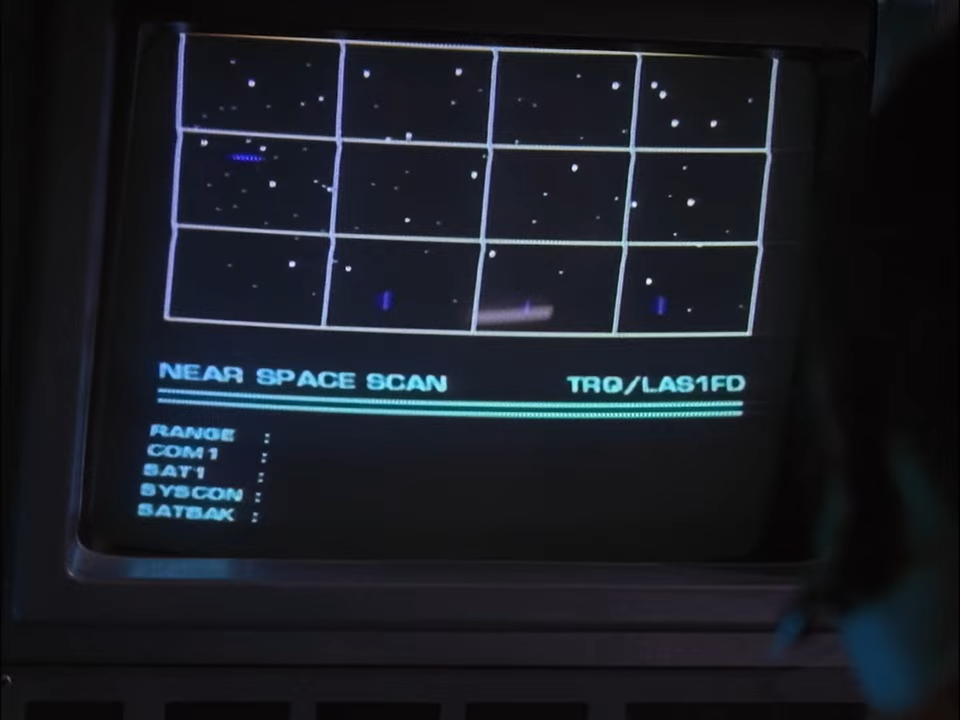 NEAR SPACE SCAN TRQ/LAS1FD
RANGE :
COM1 :
SAT1 :
SYSCON :
SATBAK :